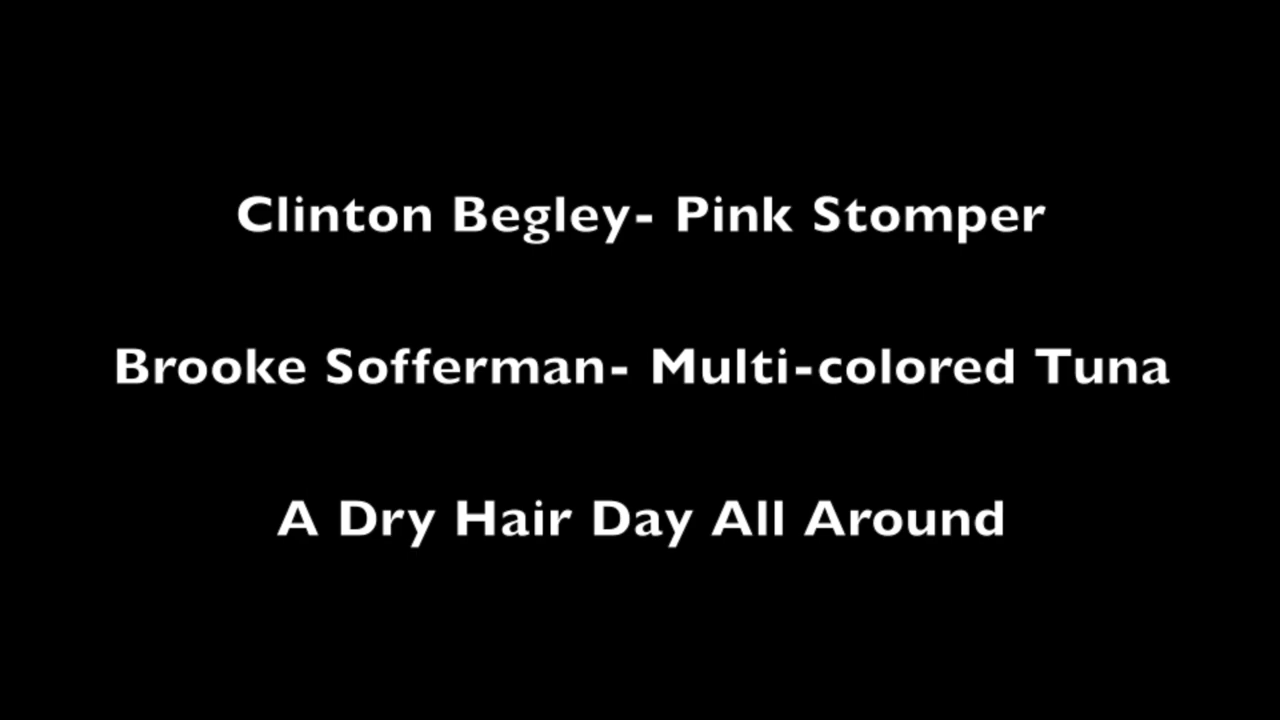 Clinton Begley- Pink Stomper
Brooke Sofferman- Multi-colored Tuna
A Dry Hair Day All Around